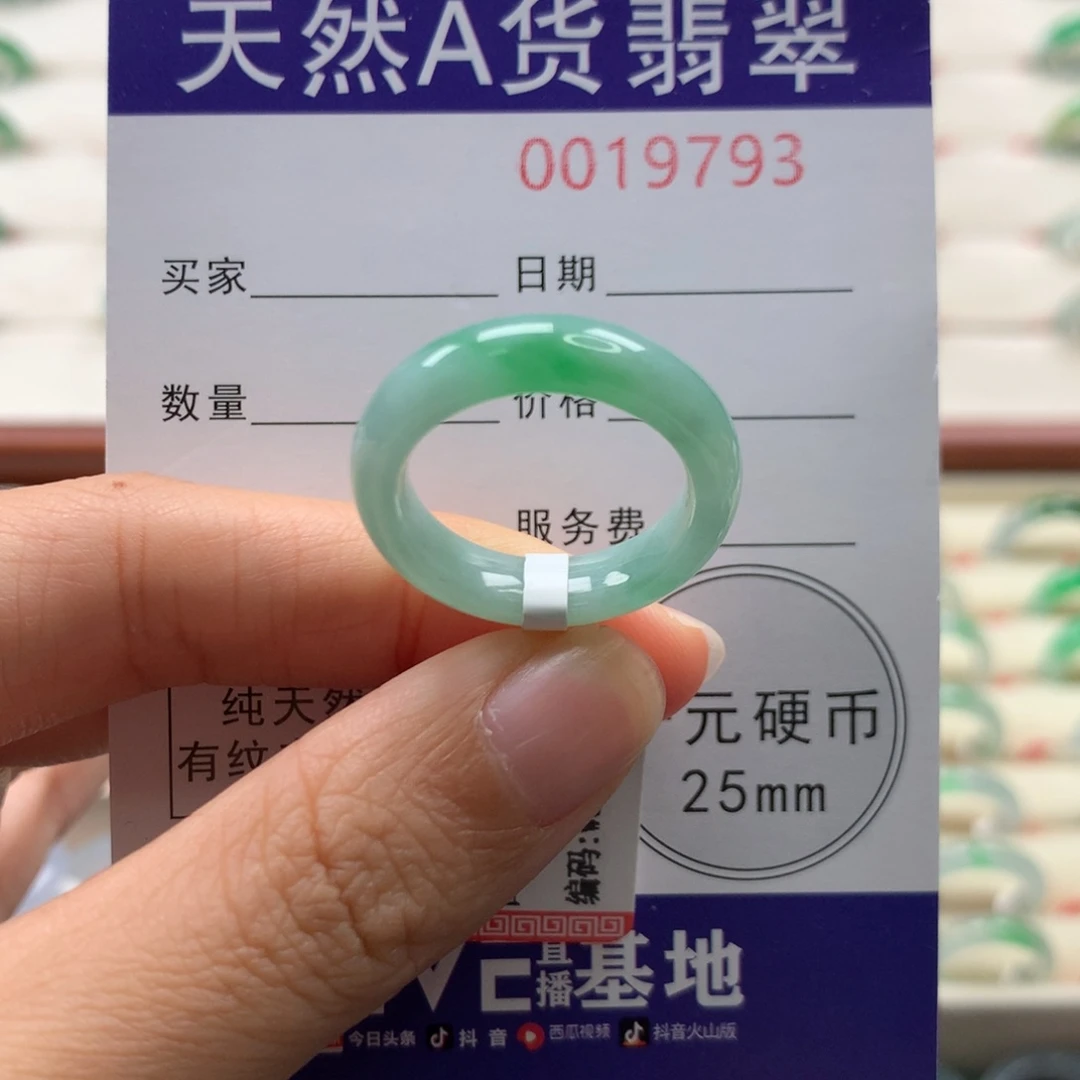 天然A货翡翠
0019793
买家 日期
数量 价格
服务费
纯天然
有纹
元硬币
25mm
编码:
直播基地
今日头条 抖音 西瓜视频 抖音火山版